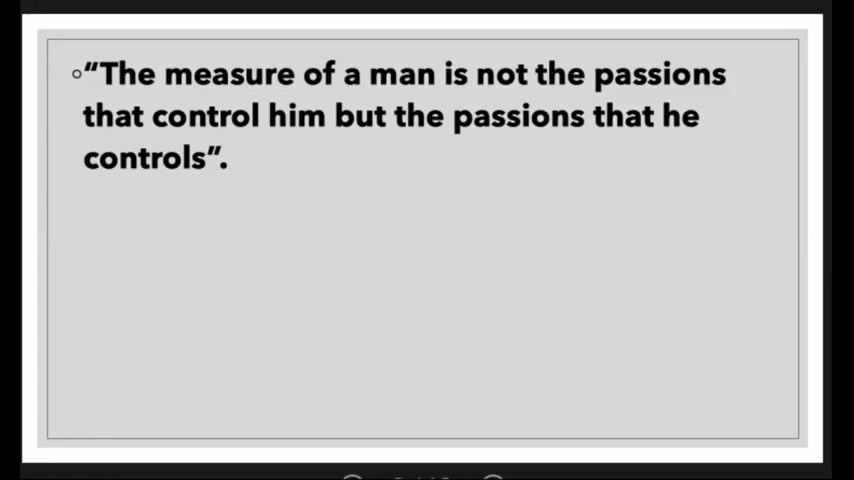 ◦“The measure of a man is not the passions
that control him but the passions that he
controls”.